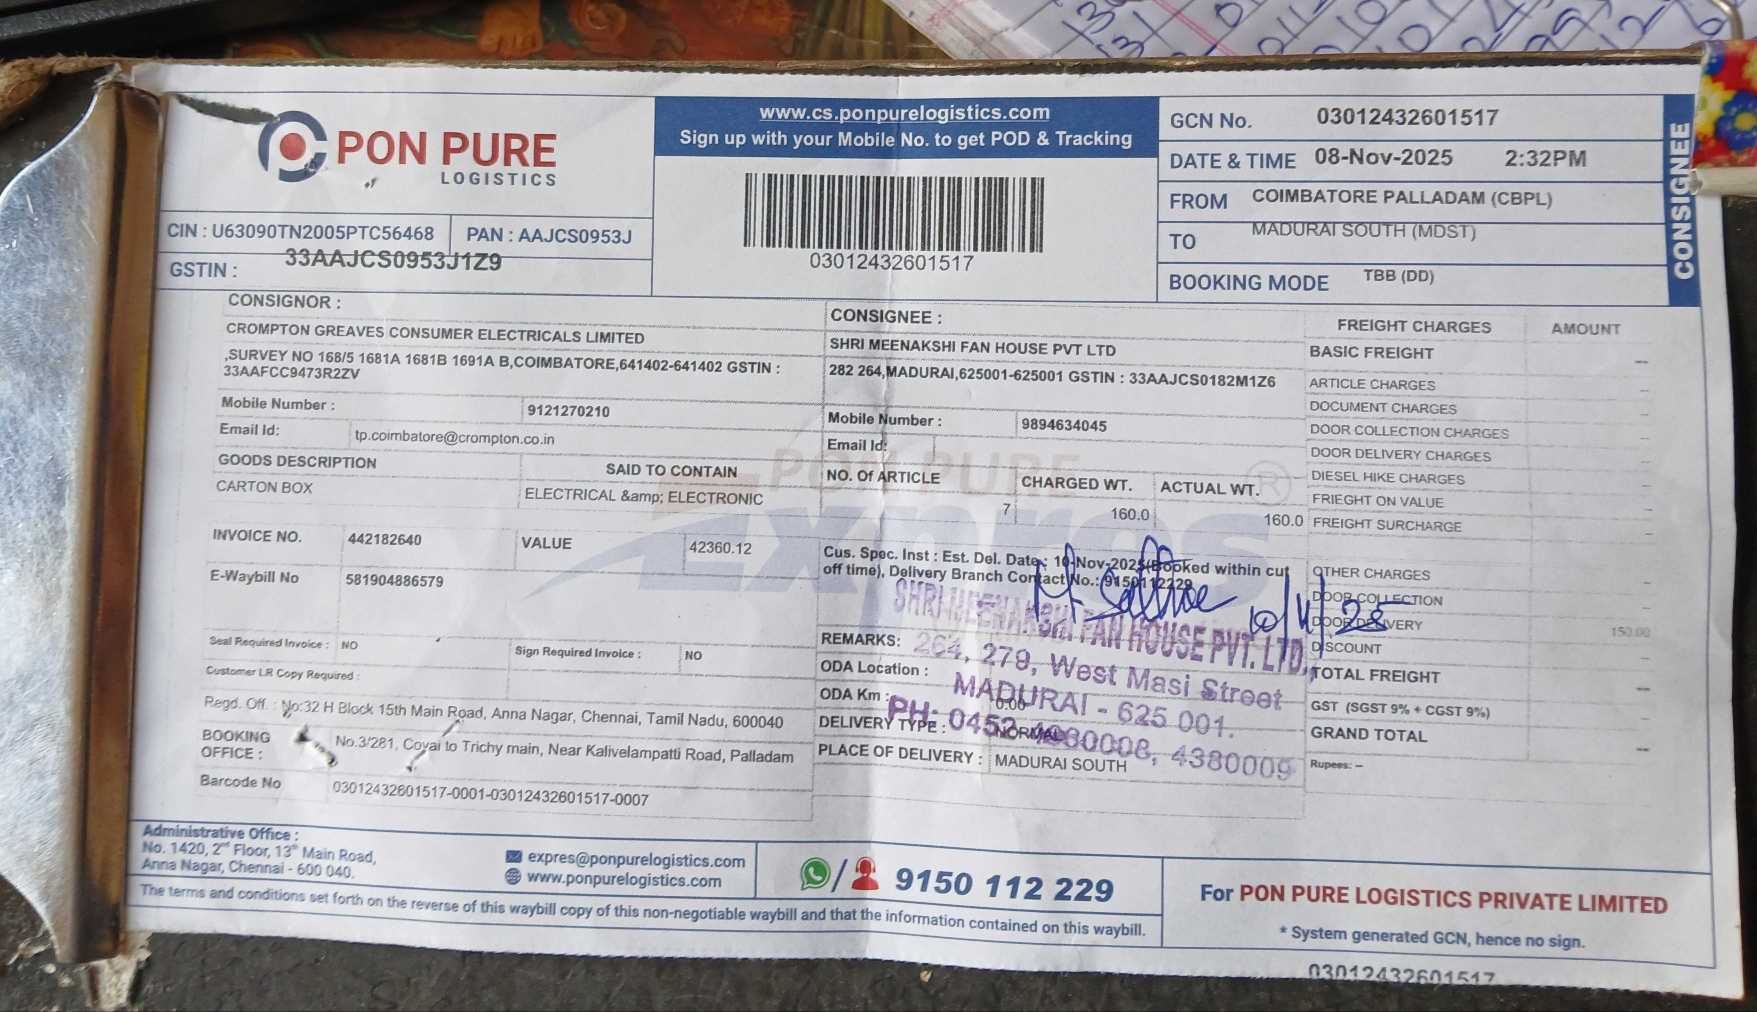 PON PURE
LOGISTICS
www.cs.ponpurelogistics.com
Sign up with your Mobile No. to get POD & Tracking
03012432601517
CIN : U63090TN2005PTC56468
PAN : AAJCS0953J
GSTIN : 33AAJCS0953J1Z9
GCN No. 03012432601517
DATE & TIME 08-Nov-2025 2:32PM
FROM COIMBATORE PALLADAM (CBPL)
TO MADURAI SOUTH (MDST)
BOOKING MODE TBB (DD)
CONSIGNEE
CONSIGNOR :
CROMPTON GREAVES CONSUMER ELECTRICALS LIMITED
,SURVEY NO 168/5 1681A 1681B 1691A B,COIMBATORE,641402-641402 GSTIN :
33AAFCC9473R2ZV
Mobile Number : 9121270210
Email Id: tp.coimbatore@crompton.co.in
GOODS DESCRIPTION SAID TO CONTAIN
CARTON BOX ELECTRICAL &amp; ELECTRONIC
INVOICE NO. 442182640 VALUE 42360.12
E-Waybill No 581904886579
Seal Required Invoice : NO Sign Required Invoice : NO
Customer LR Copy Required :
Regd. Off. : No:32 H Block 15th Main Road, Anna Nagar, Chennai, Tamil Nadu, 600040
BOOKING OFFICE : No.3/281, Covai to Trichy main, Near Kalivelampatti Road, Palladam
Barcode No 03012432601517-0001-03012432601517-0007
CONSIGNEE :
SHRI MEENAKSHI FAN HOUSE PVT LTD
282 264,MADURAI,625001-625001 GSTIN : 33AAJCS0182M1Z6
Mobile Number : 9894634045
Email Id:
NO. Of ARTICLE CHARGED WT. ACTUAL WT.
7 160.0 160.0
PON PURE
Expres
®
Cus. Spec. Inst : Est. Del. Date : 10-Nov-2025(Booked within cut
off time), Delivery Branch Contact No.: 9150112229
10/11/25
SHRI MEENAKSHI FAN HOUSE PVT. LTD.,
264, 279, West Masi Street
MADURAI - 625 001.
PH: 0452 4380008, 4380009
REMARKS:
ODA Location :
ODA Km : 0.00
DELIVERY TYPE : NORMAL
PLACE OF DELIVERY : MADURAI SOUTH
FREIGHT CHARGES AMOUNT
BASIC FREIGHT --
ARTICLE CHARGES --
DOCUMENT CHARGES --
DOOR COLLECTION CHARGES --
DOOR DELIVERY CHARGES --
DIESEL HIKE CHARGES --
FRIEGHT ON VALUE --
FREIGHT SURCHARGE --
OTHER CHARGES --
DOOR COLLECTION --
DOOR DELIVERY 150.00
DISCOUNT --
TOTAL FREIGHT --
GST (SGST 9% + CGST 9%) --
GRAND TOTAL --
Rupees: --
Administrative Office :
No. 1420, 2nd Floor, 13th Main Road,
Anna Nagar, Chennai - 600 040.
expres@ponpurelogistics.com
www.ponpurelogistics.com
9150 112 229
The terms and conditions set forth on the reverse of this waybill copy of this non-negotiable waybill and that the information contained on this waybill.
For PON PURE LOGISTICS PRIVATE LIMITED
* System generated GCN, hence no sign.
03012432601517